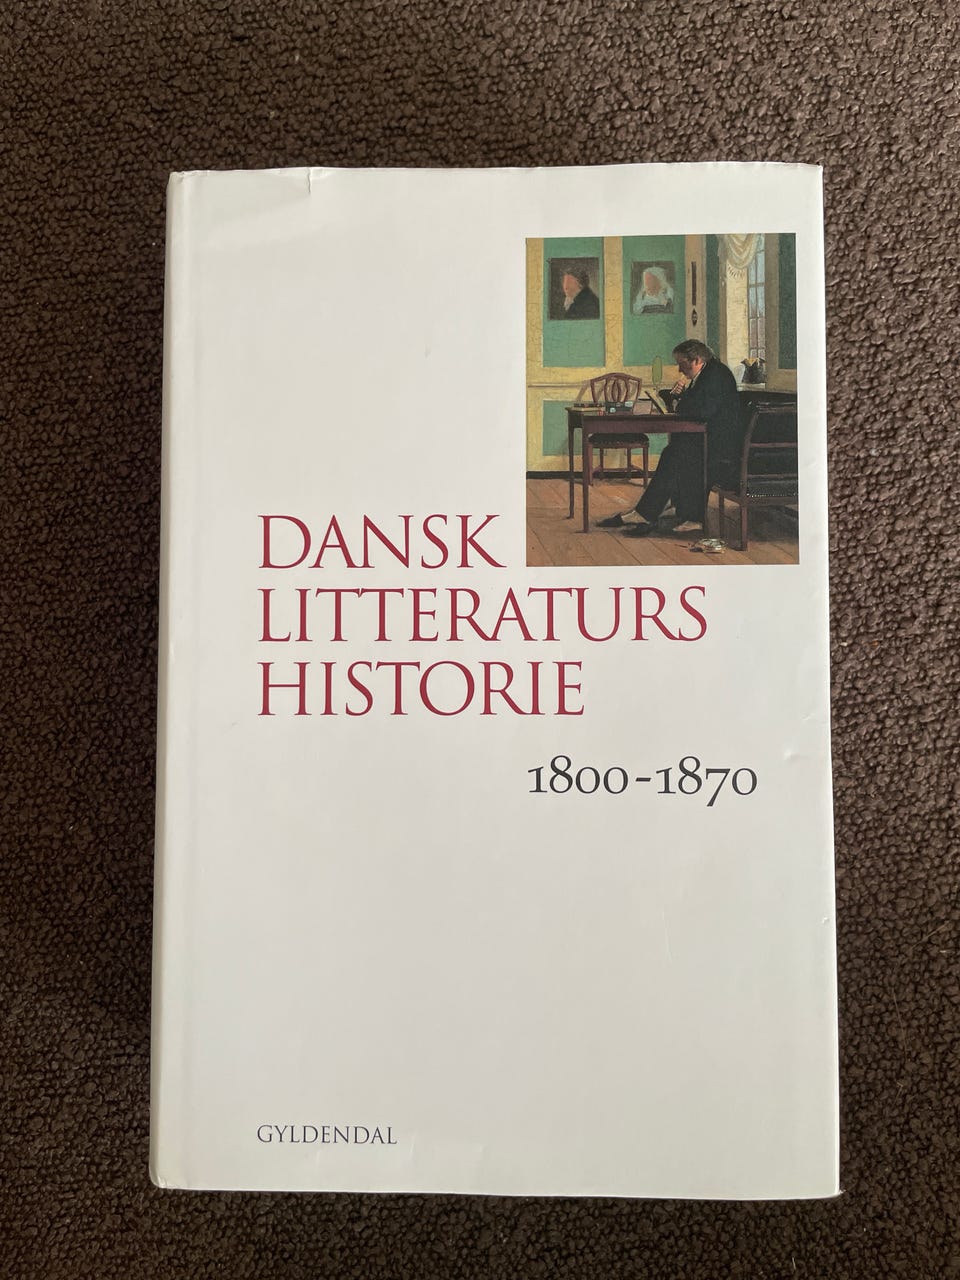 DANSK
LITTERATURS
HISTORIE
1800-1870
GYLDENDAL